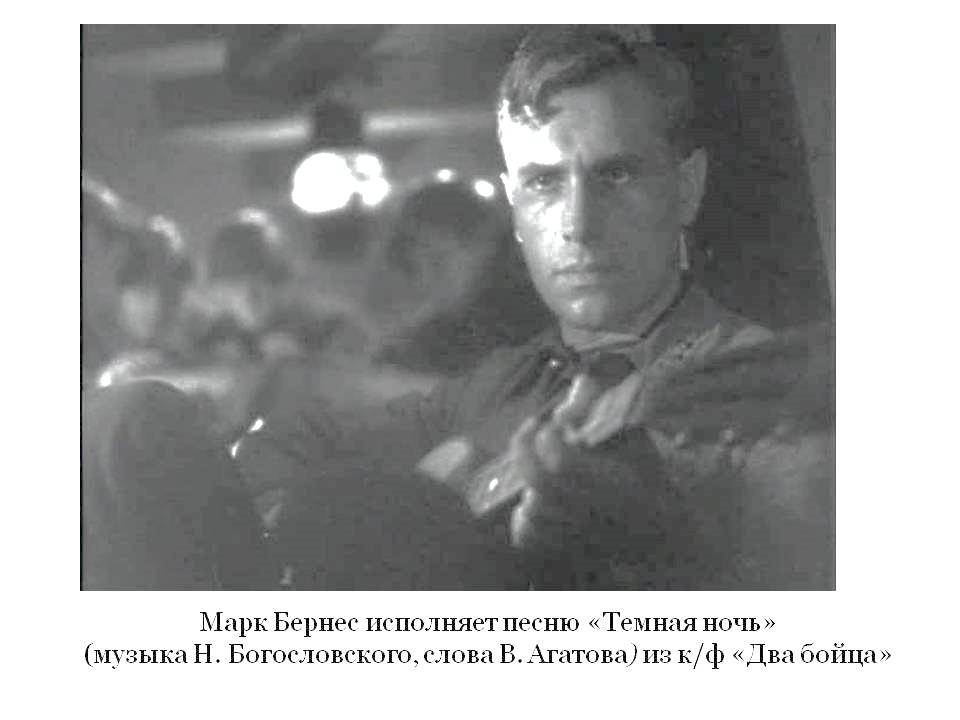 Марк Бернес исполняет песню «Темная ночь»
(музыка Н. Богословского, слова В. Агатова) из к/ф «Два бойца»